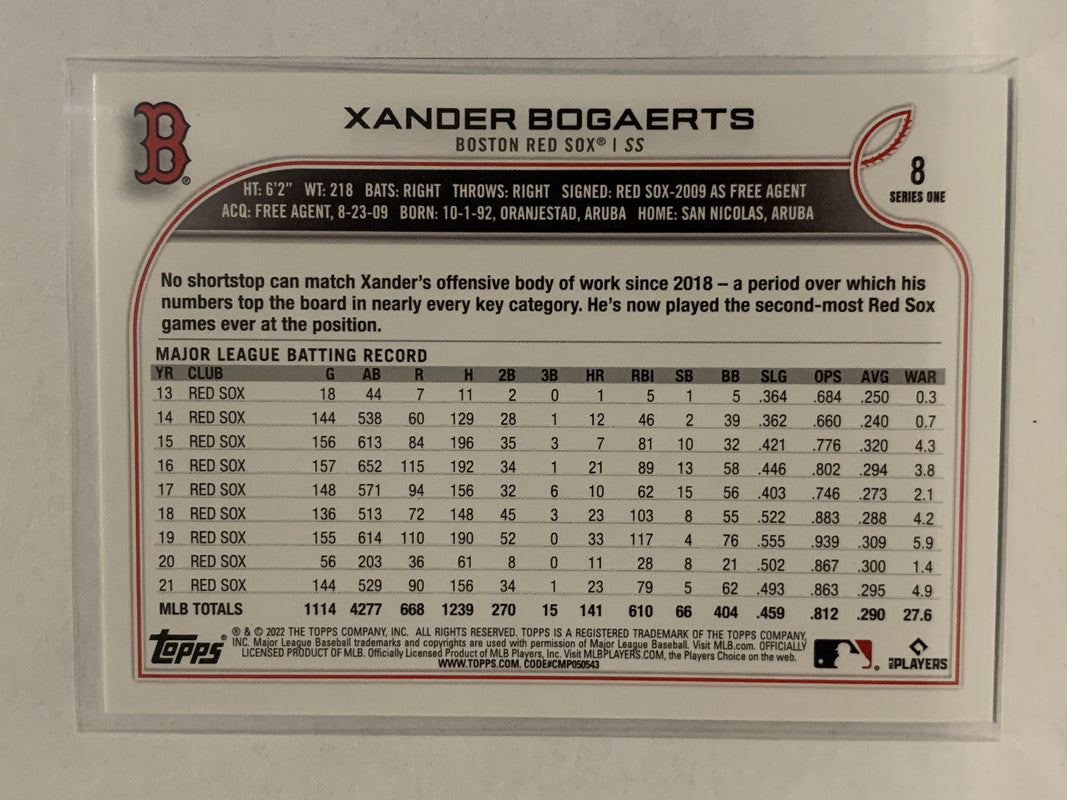 B®
XANDER BOGAERTS
BOSTON RED SOX® | SS
8
SERIES ONE
HT: 6'2" WT: 218 BATS: RIGHT THROWS: RIGHT SIGNED: RED SOX-2009 AS FREE AGENT
ACQ: FREE AGENT, 8-23-09 BORN: 10-1-92, ORANJESTAD, ARUBA HOME: SAN NICOLAS, ARUBA
No shortstop can match Xander's offensive body of work since 2018 – a period over which his
numbers top the board in nearly every key category. He's now played the second-most Red Sox
games ever at the position.
MAJOR LEAGUE BATTING RECORD
YR CLUB G AB R H 2B 3B HR RBI SB BB SLG OPS AVG WAR
13 RED SOX 18 44 7 11 2 0 1 5 1 5 .364 .684 .250 0.3
14 RED SOX 144 538 60 129 28 1 12 46 2 39 .362 .660 .240 0.7
15 RED SOX 156 613 84 196 35 3 7 81 10 32 .421 .776 .320 4.3
16 RED SOX 157 652 115 192 34 1 21 89 13 58 .446 .802 .294 3.8
17 RED SOX 148 571 94 156 32 6 10 62 15 56 .403 .746 .273 2.1
18 RED SOX 136 513 72 148 45 3 23 103 8 55 .522 .883 .288 4.2
19 RED SOX 155 614 110 190 52 0 33 117 4 76 .555 .939 .309 5.9
20 RED SOX 56 203 36 61 8 0 11 28 8 21 .502 .867 .300 1.4
21 RED SOX 144 529 90 156 34 1 23 79 5 62 .493 .863 .295 4.9
MLB TOTALS 1114 4277 668 1239 270 15 141 610 66 404 .459 .812 .290 27.6
Topps®
® & © 2022 THE TOPPS COMPANY, INC. ALL RIGHTS RESERVED. TOPPS IS A REGISTERED TRADEMARK OF THE TOPPS COMPANY,
INC. Major League Baseball trademarks and copyrights are used with permission of Major League Baseball. Visit MLB.com. OFFICIALLY
LICENSED PRODUCT OF MLB. Officially Licensed Product of MLB Players, Inc. Visit MLBPLAYERS.COM, the Players Choice on the web.
WWW.TOPPS.COM. CODE#CMP050543
MLB PLAYERS